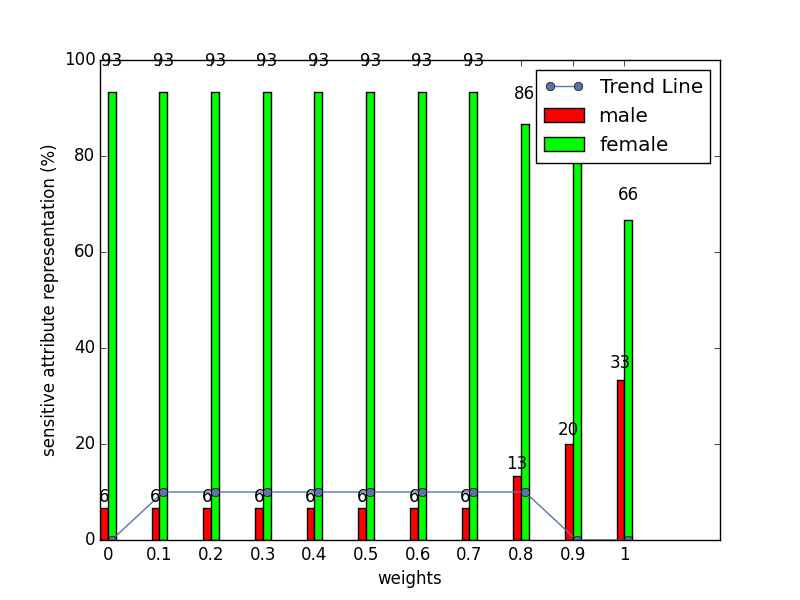 100 93 93 93 93 93 93 93 93
86
Trend Line
male
female
80
66
60
sensitive attribute representation (%)
40
33
20
20
13
6 6 6 6 6 6 6 6
0
0 0.1 0.2 0.3 0.4 0.5 0.6 0.7 0.8 0.9 1
weights